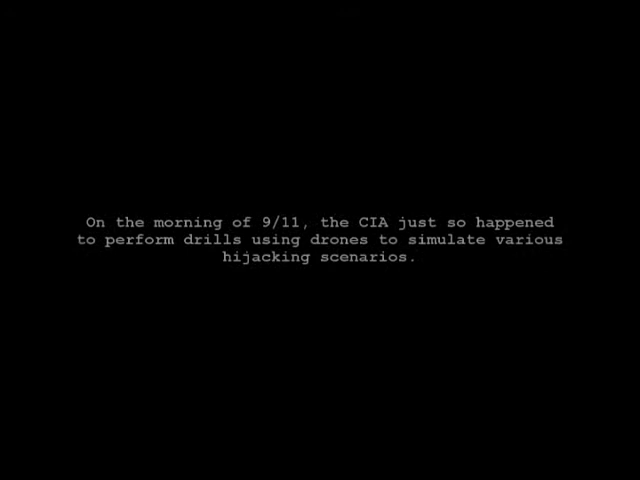 On the morning of 9/11, the CIA just so happened
to perform drills using drones to simulate various
hijacking scenarios.